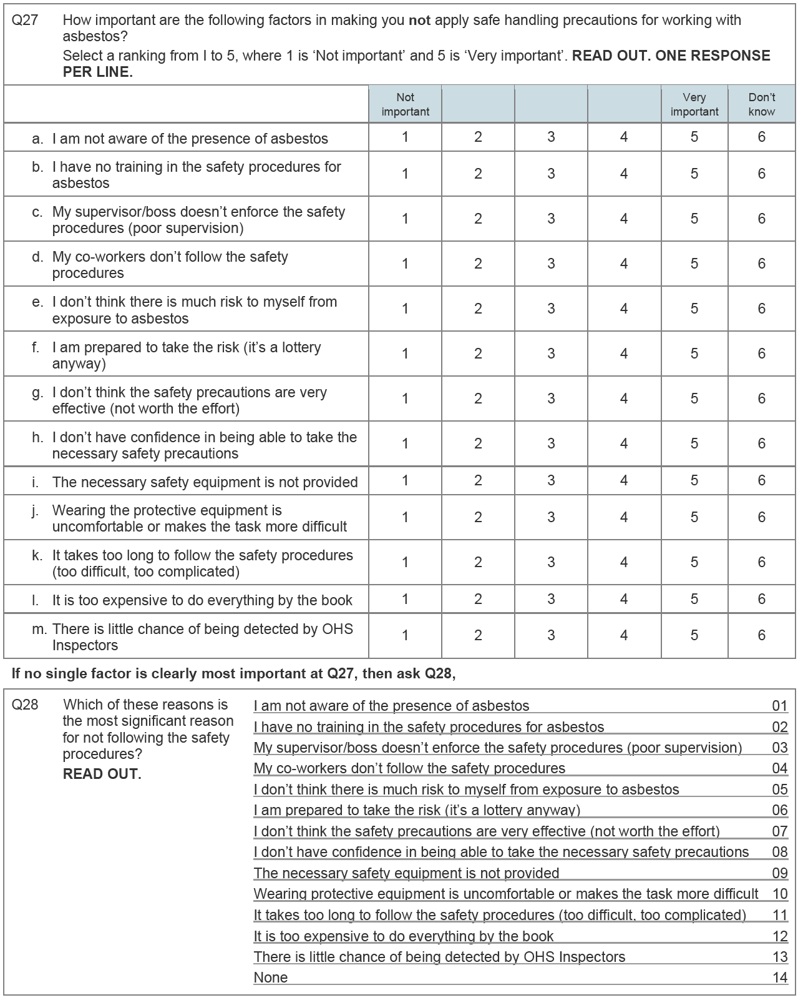 Q27 How important are the following factors in making you not apply safe handling precautions for working with
asbestos?
Select a ranking from I to 5, where 1 is ‘Not important’ and 5 is ‘Very important’. READ OUT. ONE RESPONSE
PER LINE.
Not important Very important Don’t know
a. I am not aware of the presence of asbestos 1 2 3 4 5 6
b. I have no training in the safety procedures for
asbestos 1 2 3 4 5 6
c. My supervisor/boss doesn’t enforce the safety
procedures (poor supervision) 1 2 3 4 5 6
d. My co-workers don’t follow the safety
procedures 1 2 3 4 5 6
e. I don’t think there is much risk to myself from
exposure to asbestos 1 2 3 4 5 6
f. I am prepared to take the risk (it’s a lottery
anyway) 1 2 3 4 5 6
g. I don’t think the safety precautions are very
effective (not worth the effort) 1 2 3 4 5 6
h. I don’t have confidence in being able to take the
necessary safety precautions 1 2 3 4 5 6
i. The necessary safety equipment is not provided 1 2 3 4 5 6
j. Wearing the protective equipment is
uncomfortable or makes the task more difficult 1 2 3 4 5 6
k. It takes too long to follow the safety procedures
(too difficult, too complicated) 1 2 3 4 5 6
l. It is too expensive to do everything by the book 1 2 3 4 5 6
m. There is little chance of being detected by OHS
Inspectors 1 2 3 4 5 6
If no single factor is clearly most important at Q27, then ask Q28,
Q28 Which of these reasons is
the most significant reason
for not following the safety
procedures?
READ OUT.
I am not aware of the presence of asbestos 01
I have no training in the safety procedures for asbestos 02
My supervisor/boss doesn’t enforce the safety procedures (poor supervision) 03
My co-workers don’t follow the safety procedures 04
I don’t think there is much risk to myself from exposure to asbestos 05
I am prepared to take the risk (it’s a lottery anyway) 06
I don’t think the safety precautions are very effective (not worth the effort) 07
I don’t have confidence in being able to take the necessary safety precautions 08
The necessary safety equipment is not provided 09
Wearing protective equipment is uncomfortable or makes the task more difficult 10
It takes too long to follow the safety procedures (too difficult, too complicated) 11
It is too expensive to do everything by the book 12
There is little chance of being detected by OHS Inspectors 13
None 14